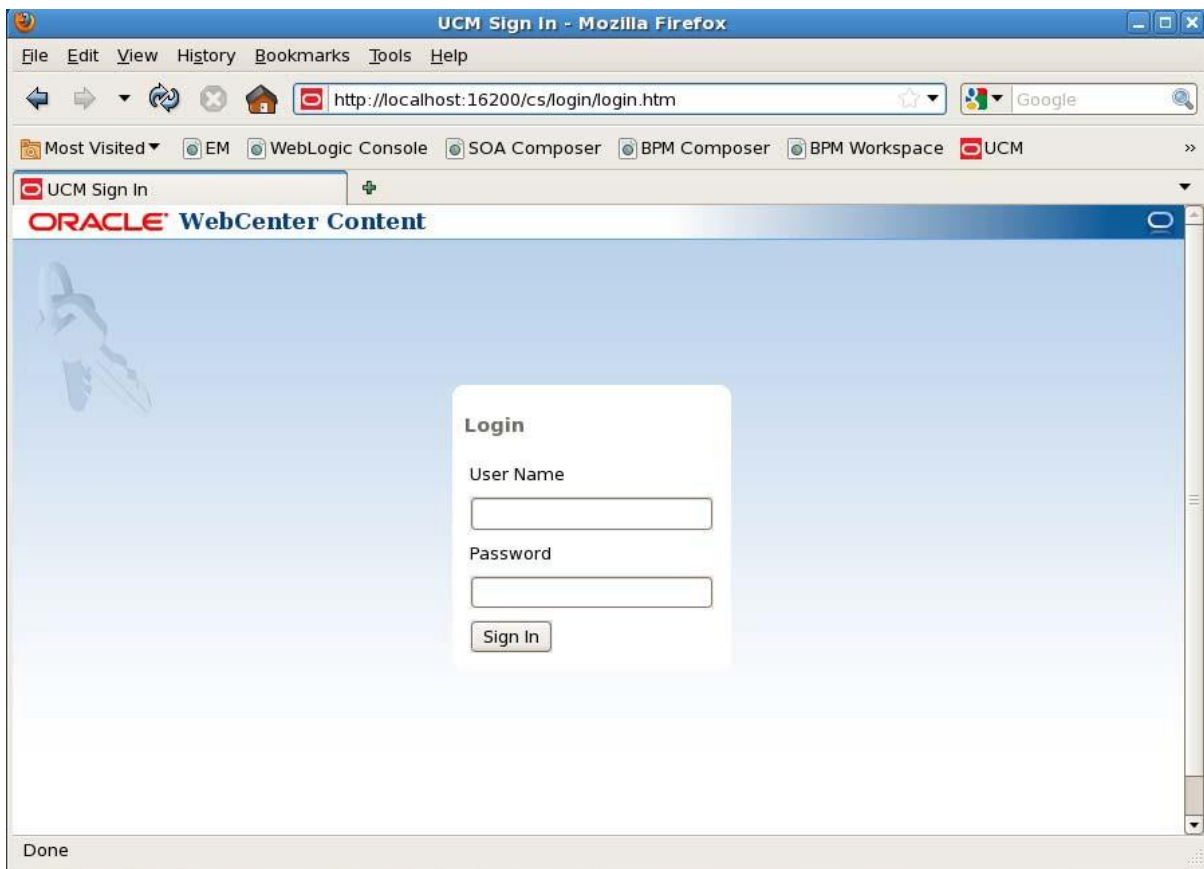 UCM Sign In - Mozilla Firefox
File Edit View History Bookmarks Tools Help
http://localhost:16200/cs/login/login.htm Google
Most Visited EM WebLogic Console SOA Composer BPM Composer BPM Workspace UCM »
UCM Sign In
ORACLE WebCenter Content
Login
User Name
Password
Sign In
Done